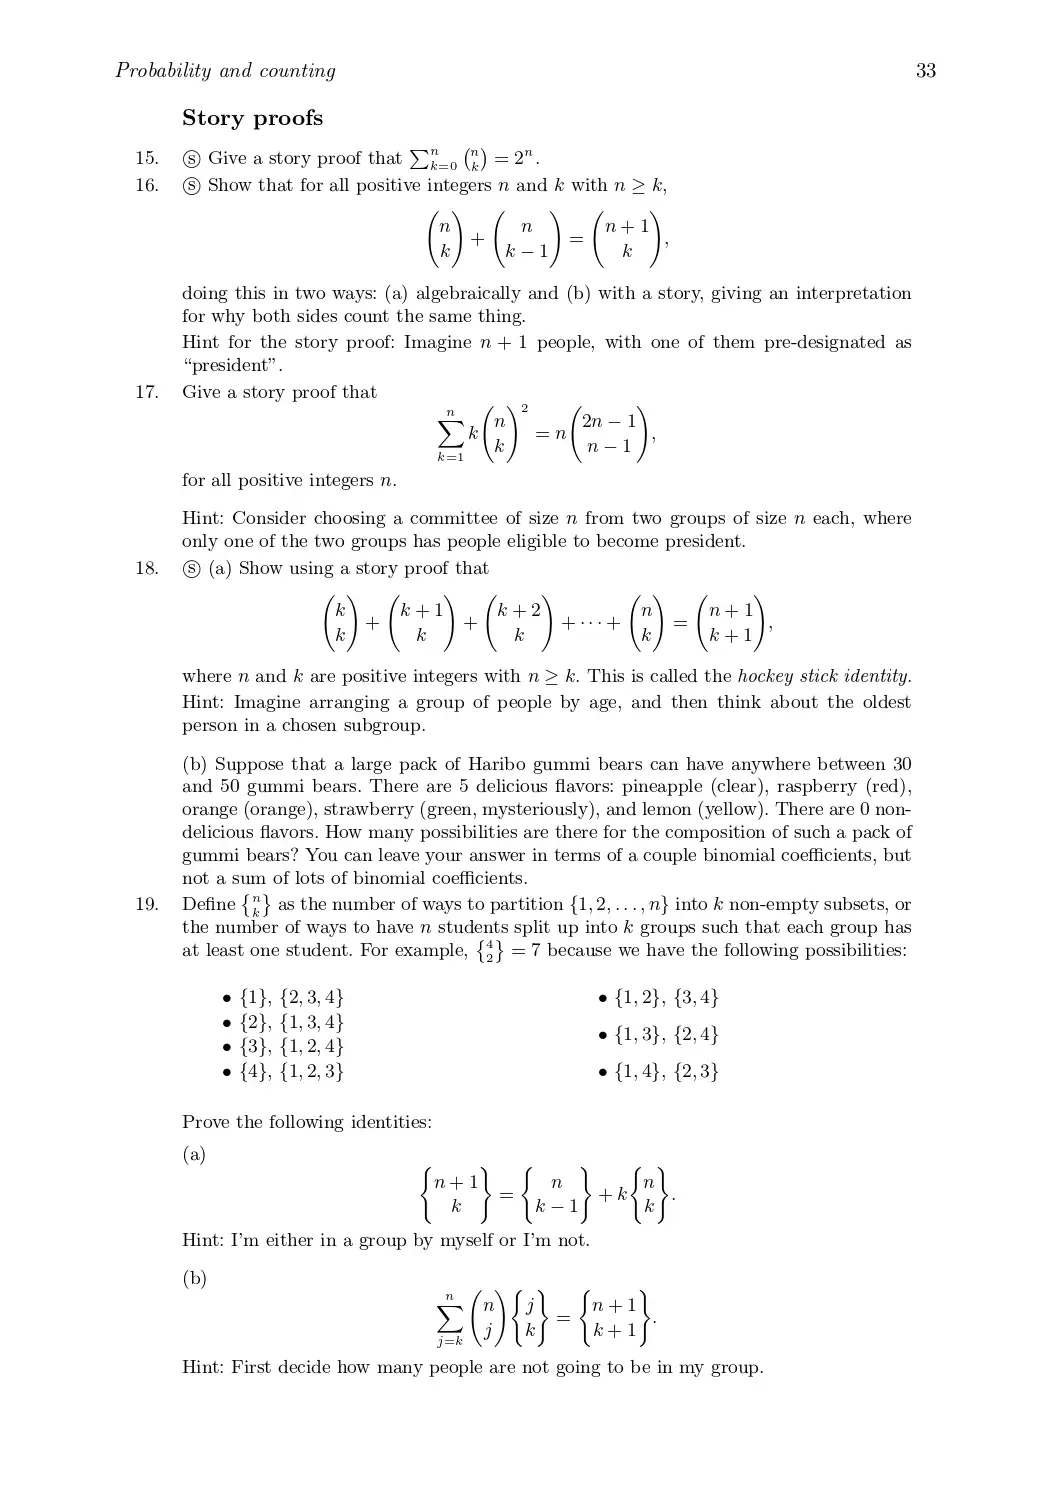 Probability and counting 33
Story proofs
15. Ⓢ Give a story proof that $\sum_{k=0}^{n} \binom{n}{k} = 2^n$.
16. Ⓢ Show that for all positive integers $n$ and $k$ with $n \geq k$,
$$\binom{n}{k} + \binom{n}{k-1} = \binom{n+1}{k},$$
doing this in two ways: (a) algebraically and (b) with a story, giving an interpretation
for why both sides count the same thing.
Hint for the story proof: Imagine $n + 1$ people, with one of them pre-designated as
“president”.
17. Give a story proof that
$$\sum_{k=1}^{n} k \binom{n}{k}^2 = n \binom{2n-1}{n-1},$$
for all positive integers $n$.
Hint: Consider choosing a committee of size $n$ from two groups of size $n$ each, where
only one of the two groups has people eligible to become president.
18. Ⓢ (a) Show using a story proof that
$$\binom{k}{k} + \binom{k+1}{k} + \binom{k+2}{k} + \cdots + \binom{n}{k} = \binom{n+1}{k+1},$$
where $n$ and $k$ are positive integers with $n \geq k$. This is called the hockey stick identity.
Hint: Imagine arranging a group of people by age, and then think about the oldest
person in a chosen subgroup.
(b) Suppose that a large pack of Haribo gummi bears can have anywhere between 30
and 50 gummi bears. There are 5 delicious flavors: pineapple (clear), raspberry (red),
orange (orange), strawberry (green, mysteriously), and lemon (yellow). There are 0 non-
delicious flavors. How many possibilities are there for the composition of such a pack of
gummi bears? You can leave your answer in terms of a couple binomial coefficients, but
not a sum of lots of binomial coefficients.
19. Define $\left\{{n \atop k}\right\}$ as the number of ways to partition $\{1, 2, \ldots, n\}$ into $k$ non-empty subsets, or
the number of ways to have $n$ students split up into $k$ groups such that each group has
at least one student. For example, $\left\{{4 \atop 2}\right\} = 7$ because we have the following possibilities:
• {1}, {2, 3, 4}
• {2}, {1, 3, 4}
• {3}, {1, 2, 4}
• {4}, {1, 2, 3}
• {1, 2}, {3, 4}
• {1, 3}, {2, 4}
• {1, 4}, {2, 3}
Prove the following identities:
(a)
$$\left\{{n+1 \atop k}\right\} = \left\{{n \atop k-1}\right\} + k \left\{{n \atop k}\right\}.$$
Hint: I’m either in a group by myself or I’m not.
(b)
$$\sum_{j=k}^{n} \binom{n}{j} \left\{{j \atop k}\right\} = \left\{{n+1 \atop k+1}\right\}.$$
Hint: First decide how many people are not going to be in my group.